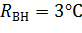 R_BH = 3°C